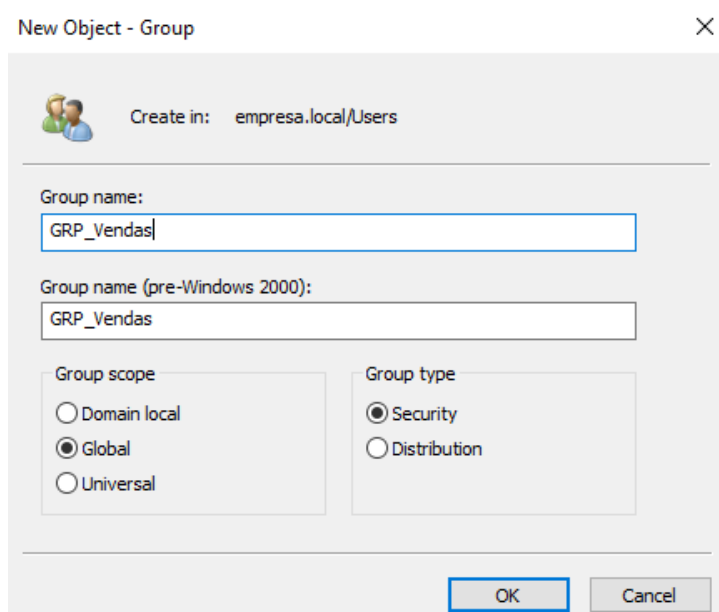 New Object - Group
Create in: empresa.local/Users
Group name:
GRP_Vendas
Group name (pre-Windows 2000):
GRP_Vendas
Group scope
Domain local
Global
Universal
Group type
Security
Distribution
OK
Cancel